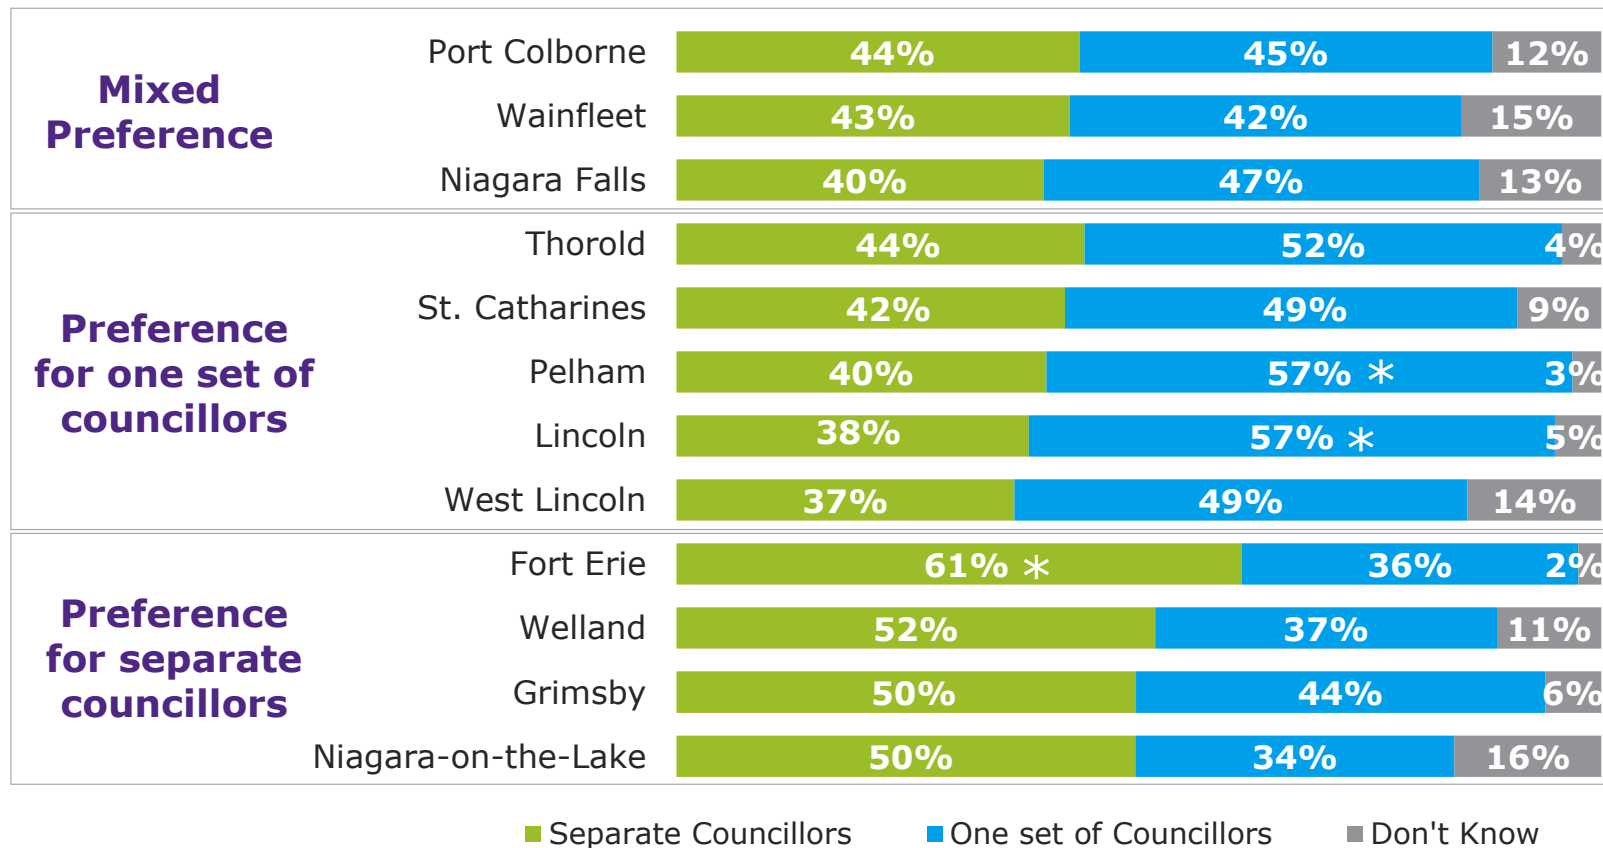 Mixed
Preference
Port Colborne 44% 45% 12%
Wainfleet 43% 42% 15%
Niagara Falls 40% 47% 13%
Preference
for one set of
councillors
Thorold 44% 52% 4%
St. Catharines 42% 49% 9%
Pelham 40% 57% * 3%
Lincoln 38% 57% * 5%
West Lincoln 37% 49% 14%
Preference
for separate
councillors
Fort Erie 61% * 36% 2%
Welland 52% 37% 11%
Grimsby 50% 44% 6%
Niagara-on-the-Lake 50% 34% 16%
Separate Councillors One set of Councillors Don't Know